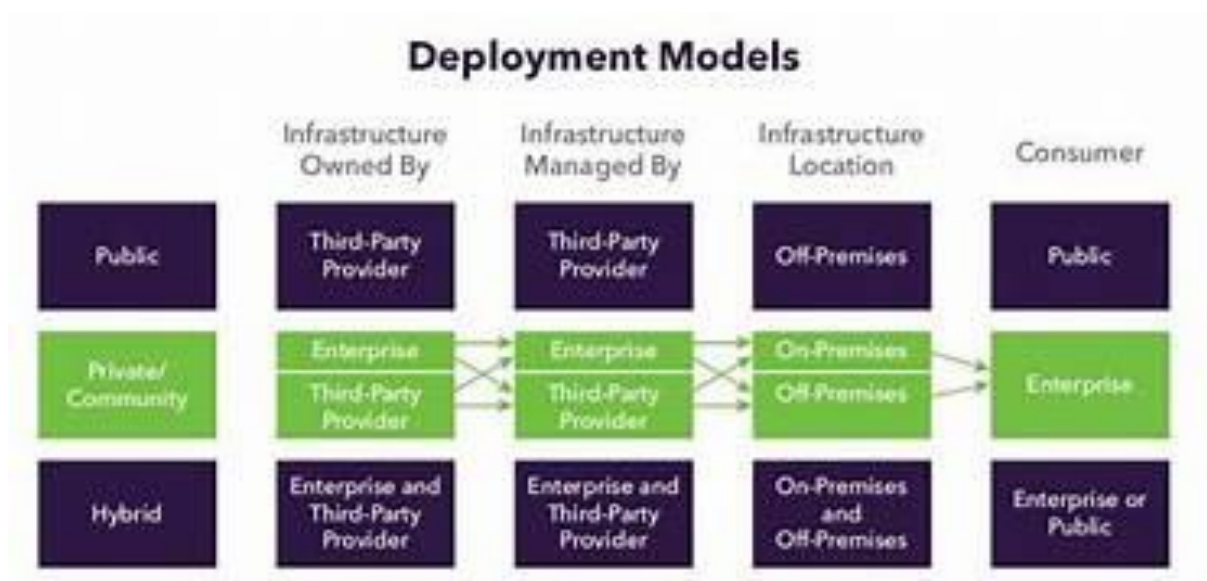 Deployment Models
Infrastructure
Owned By
Infrastructure
Managed By
Infrastructure
Location
Consumer
Public
Third-Party
Provider
Third-Party
Provider
Off-Premises
Public
Private/
Community
Enterprise
Third-Party
Provider
Enterprise
Third-Party
Provider
On-Premises
Off-Premises
Enterprise
Hybrid
Enterprise and
Third-Party
Provider
Enterprise and
Third-Party
Provider
On-Premises
and
Off-Premises
Enterprise or
Public